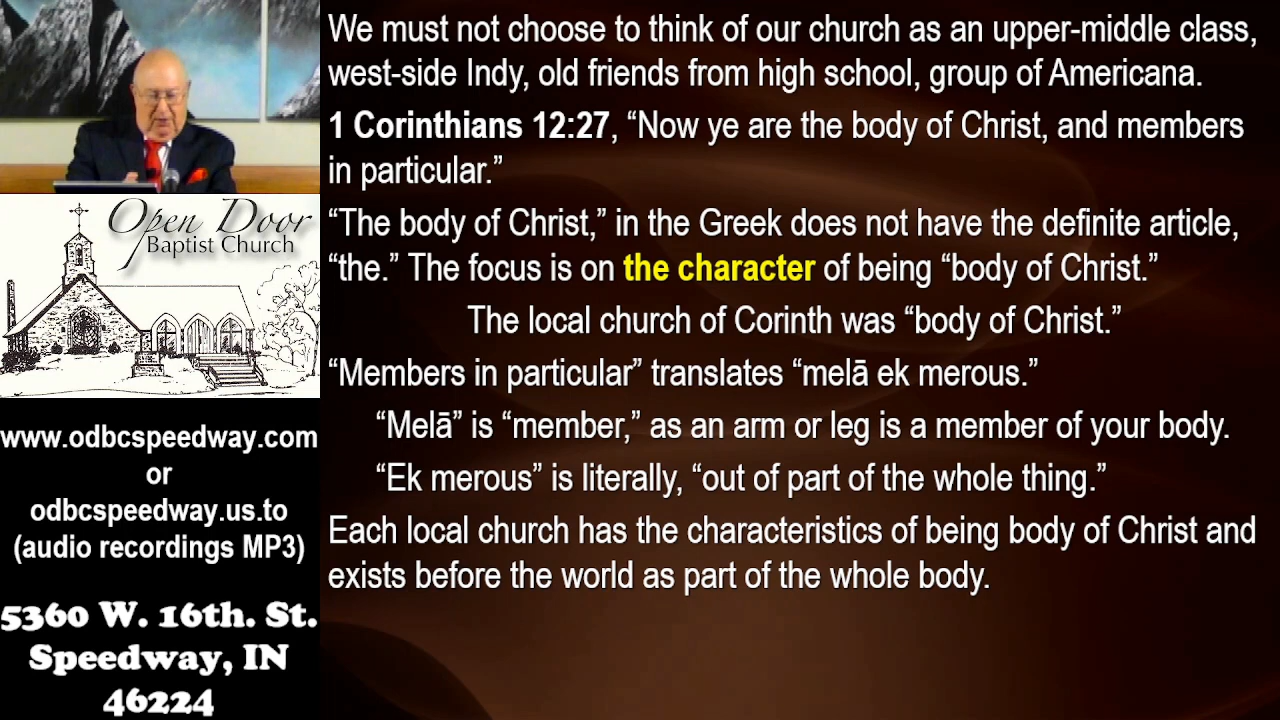 We must not choose to think of our church as an upper-middle class,
west-side Indy, old friends from high school, group of Americana.
1 Corinthians 12:27, “Now ye are the body of Christ, and members
in particular.”
“The body of Christ,” in the Greek does not have the definite article,
“the.” The focus is on the character of being “body of Christ.”
The local church of Corinth was “body of Christ.”
“Members in particular” translates “melā ek merous.”
“Melā” is “member,” as an arm or leg is a member of your body.
“Ek merous” is literally, “out of part of the whole thing.”
Each local church has the characteristics of being body of Christ and
exists before the world as part of the whole body.
Open Door
Baptist Church
www.odbcspeedway.com
or
odbcspeedway.us.to
(audio recordings MP3)
5360 W. 16th. St.
Speedway, IN
46224